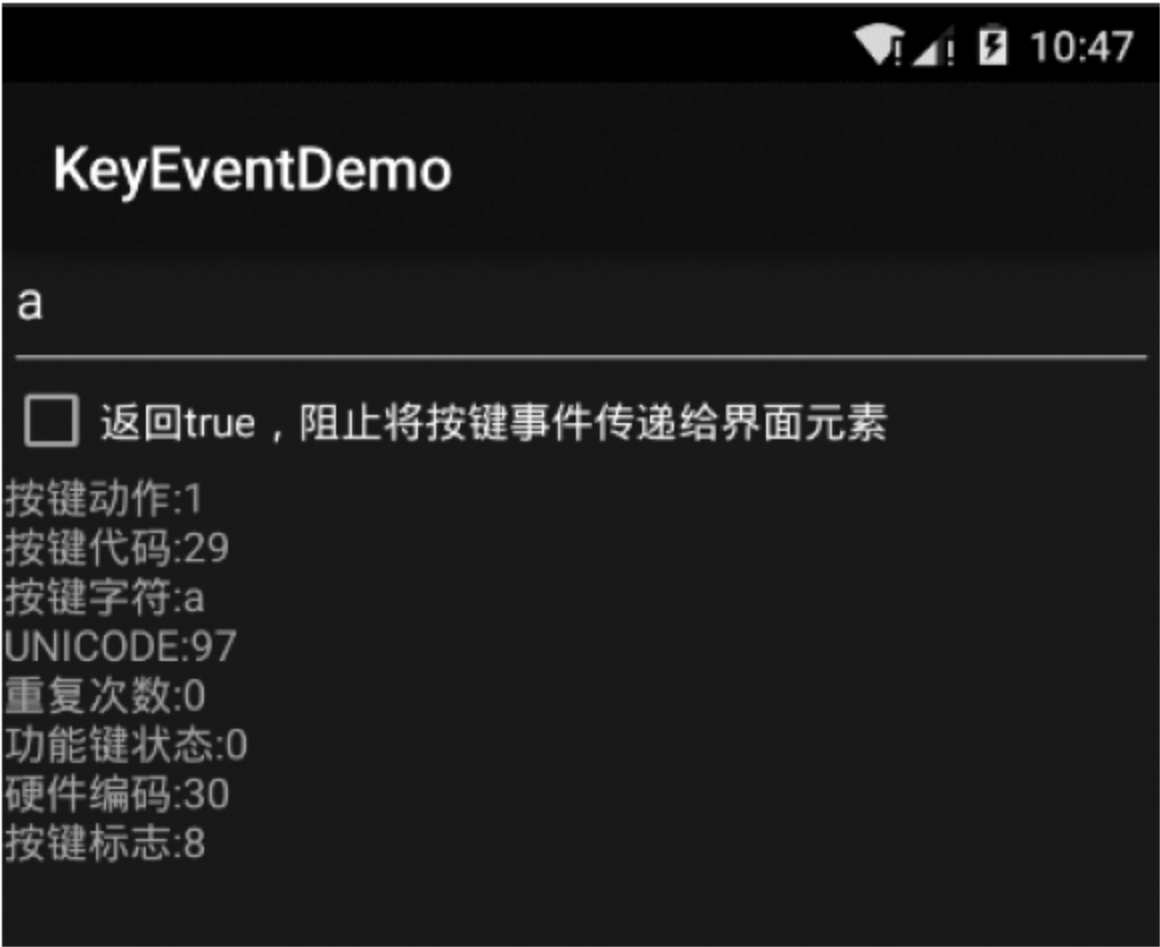 10:47
KeyEventDemo
a
返回true，阻止将按键事件传递给界面元素
按键动作:1
按键代码:29
按键字符:a
UNICODE:97
重复次数:0
功能键状态:0
硬件编码:30
按键标志:8